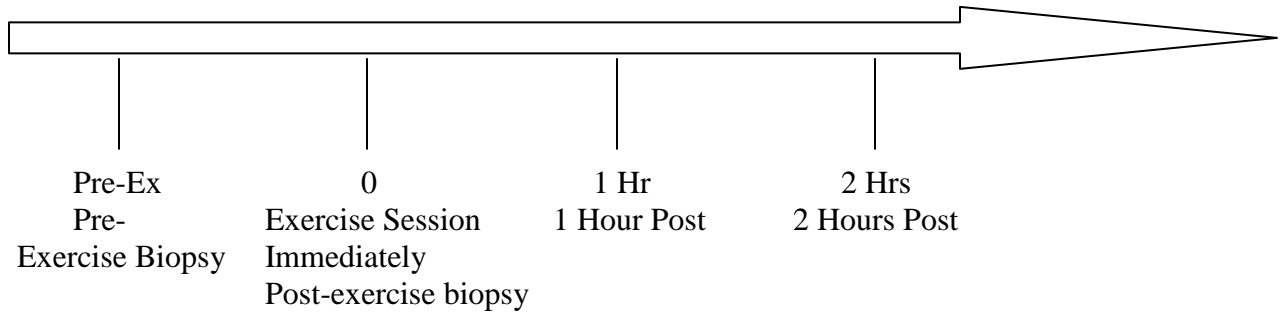 Pre-Ex 0 1 Hr 2 Hrs
Pre- Exercise Session 1 Hour Post 2 Hours Post
Exercise Biopsy Immediately
Post-exercise biopsy